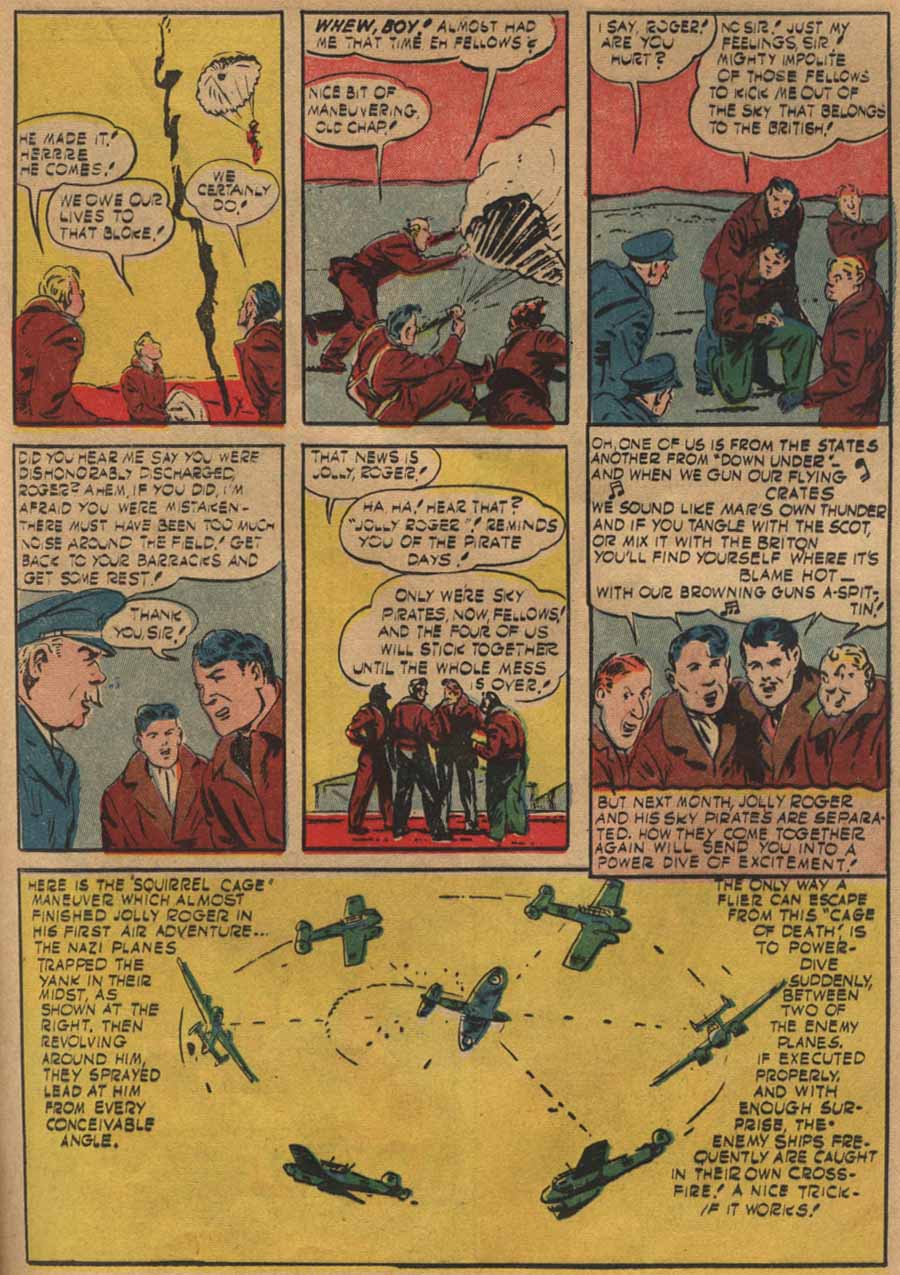 HE MADE IT!
HERRRE
HE COMES!
WE OWE OUR
LIVES TO
THAT BLOKE!
WE
CERTAINLY
DO!
WHEW, BOY! ALMOST HAD
ME THAT TIME EH FELLOWS?
NICE BIT OF
MANEUVERING,
OLD CHAP!
I SAY, ROGER!
ARE YOU
HURT?
NO SIR! JUST MY
FEELINGS, SIR!
MIGHTY IMPOLITE
OF THOSE FELLOWS
TO KICK ME OUT OF
THE SKY THAT BELONGS
TO THE BRITISH!
DID YOU HEAR ME SAY YOU WERE
DISHONORABLY DISCHARGED,
ROGER? AHEM, IF YOU DID, I'M
AFRAID YOU WERE MISTAKEN-
THERE MUST HAVE BEEN TOO MUCH
NOISE AROUND THE FIELD! GET
BACK TO YOUR BARRACKS AND
GET SOME REST!
THANK
YOU, SIR!
THAT NEWS IS
JOLLY, ROGER!
HA, HA! HEAR THAT?
"JOLLY ROGER"! REMINDS
YOU OF THE PIRATE
DAYS!
ONLY WE'RE SKY
PIRATES, NOW, FELLOWS!
AND THE FOUR OF US
WILL STICK TOGETHER
UNTIL THE WHOLE MESS
IS OVER!
OH, ONE OF US IS FROM THE STATES
ANOTHER FROM "DOWN UNDER"-
AND WHEN WE GUN OUR FLYING
CRATES
WE SOUND LIKE MAR'S OWN THUNDER
AND IF YOU TANGLE WITH THE SCOT,
OR MIX IT WITH THE BRITON
YOU'LL FIND YOURSELF WHERE IT'S
BLAME HOT-
WITH OUR BROWNING GUNS A-SPIT-
TIN!
BUT NEXT MONTH, JOLLY ROGER
AND HIS SKY PIRATES ARE SEPARA-
TED. HOW THEY COME TOGETHER
AGAIN WILL SEND YOU INTO A
POWER DIVE OF EXCITEMENT!
HERE IS THE "SQUIRREL CAGE"
MANEUVER WHICH ALMOST
FINISHED JOLLY ROGER IN
HIS FIRST AIR ADVENTURE...
THE NAZI PLANES
TRAPPED THE
YANK IN THEIR
MIDST, AS
SHOWN AT THE
RIGHT. THEN
REVOLVING
AROUND HIM,
THEY SPRAYED
LEAD AT HIM
FROM EVERY
CONCEIVABLE
ANGLE.
THE ONLY WAY A
FLIER CAN ESCAPE
FROM THIS "CAGE
OF DEATH", IS
TO POWER-
DIVE
SUDDENLY,
BETWEEN
TWO OF
THE ENEMY
PLANES.
IF EXECUTED
PROPERLY,
AND WITH
ENOUGH SUR-
PRISE, THE
ENEMY SHIPS FRE-
QUENTLY ARE CAUGHT
IN THEIR OWN CROSS-
FIRE! A NICE TRICK-
IF IT WORKS!